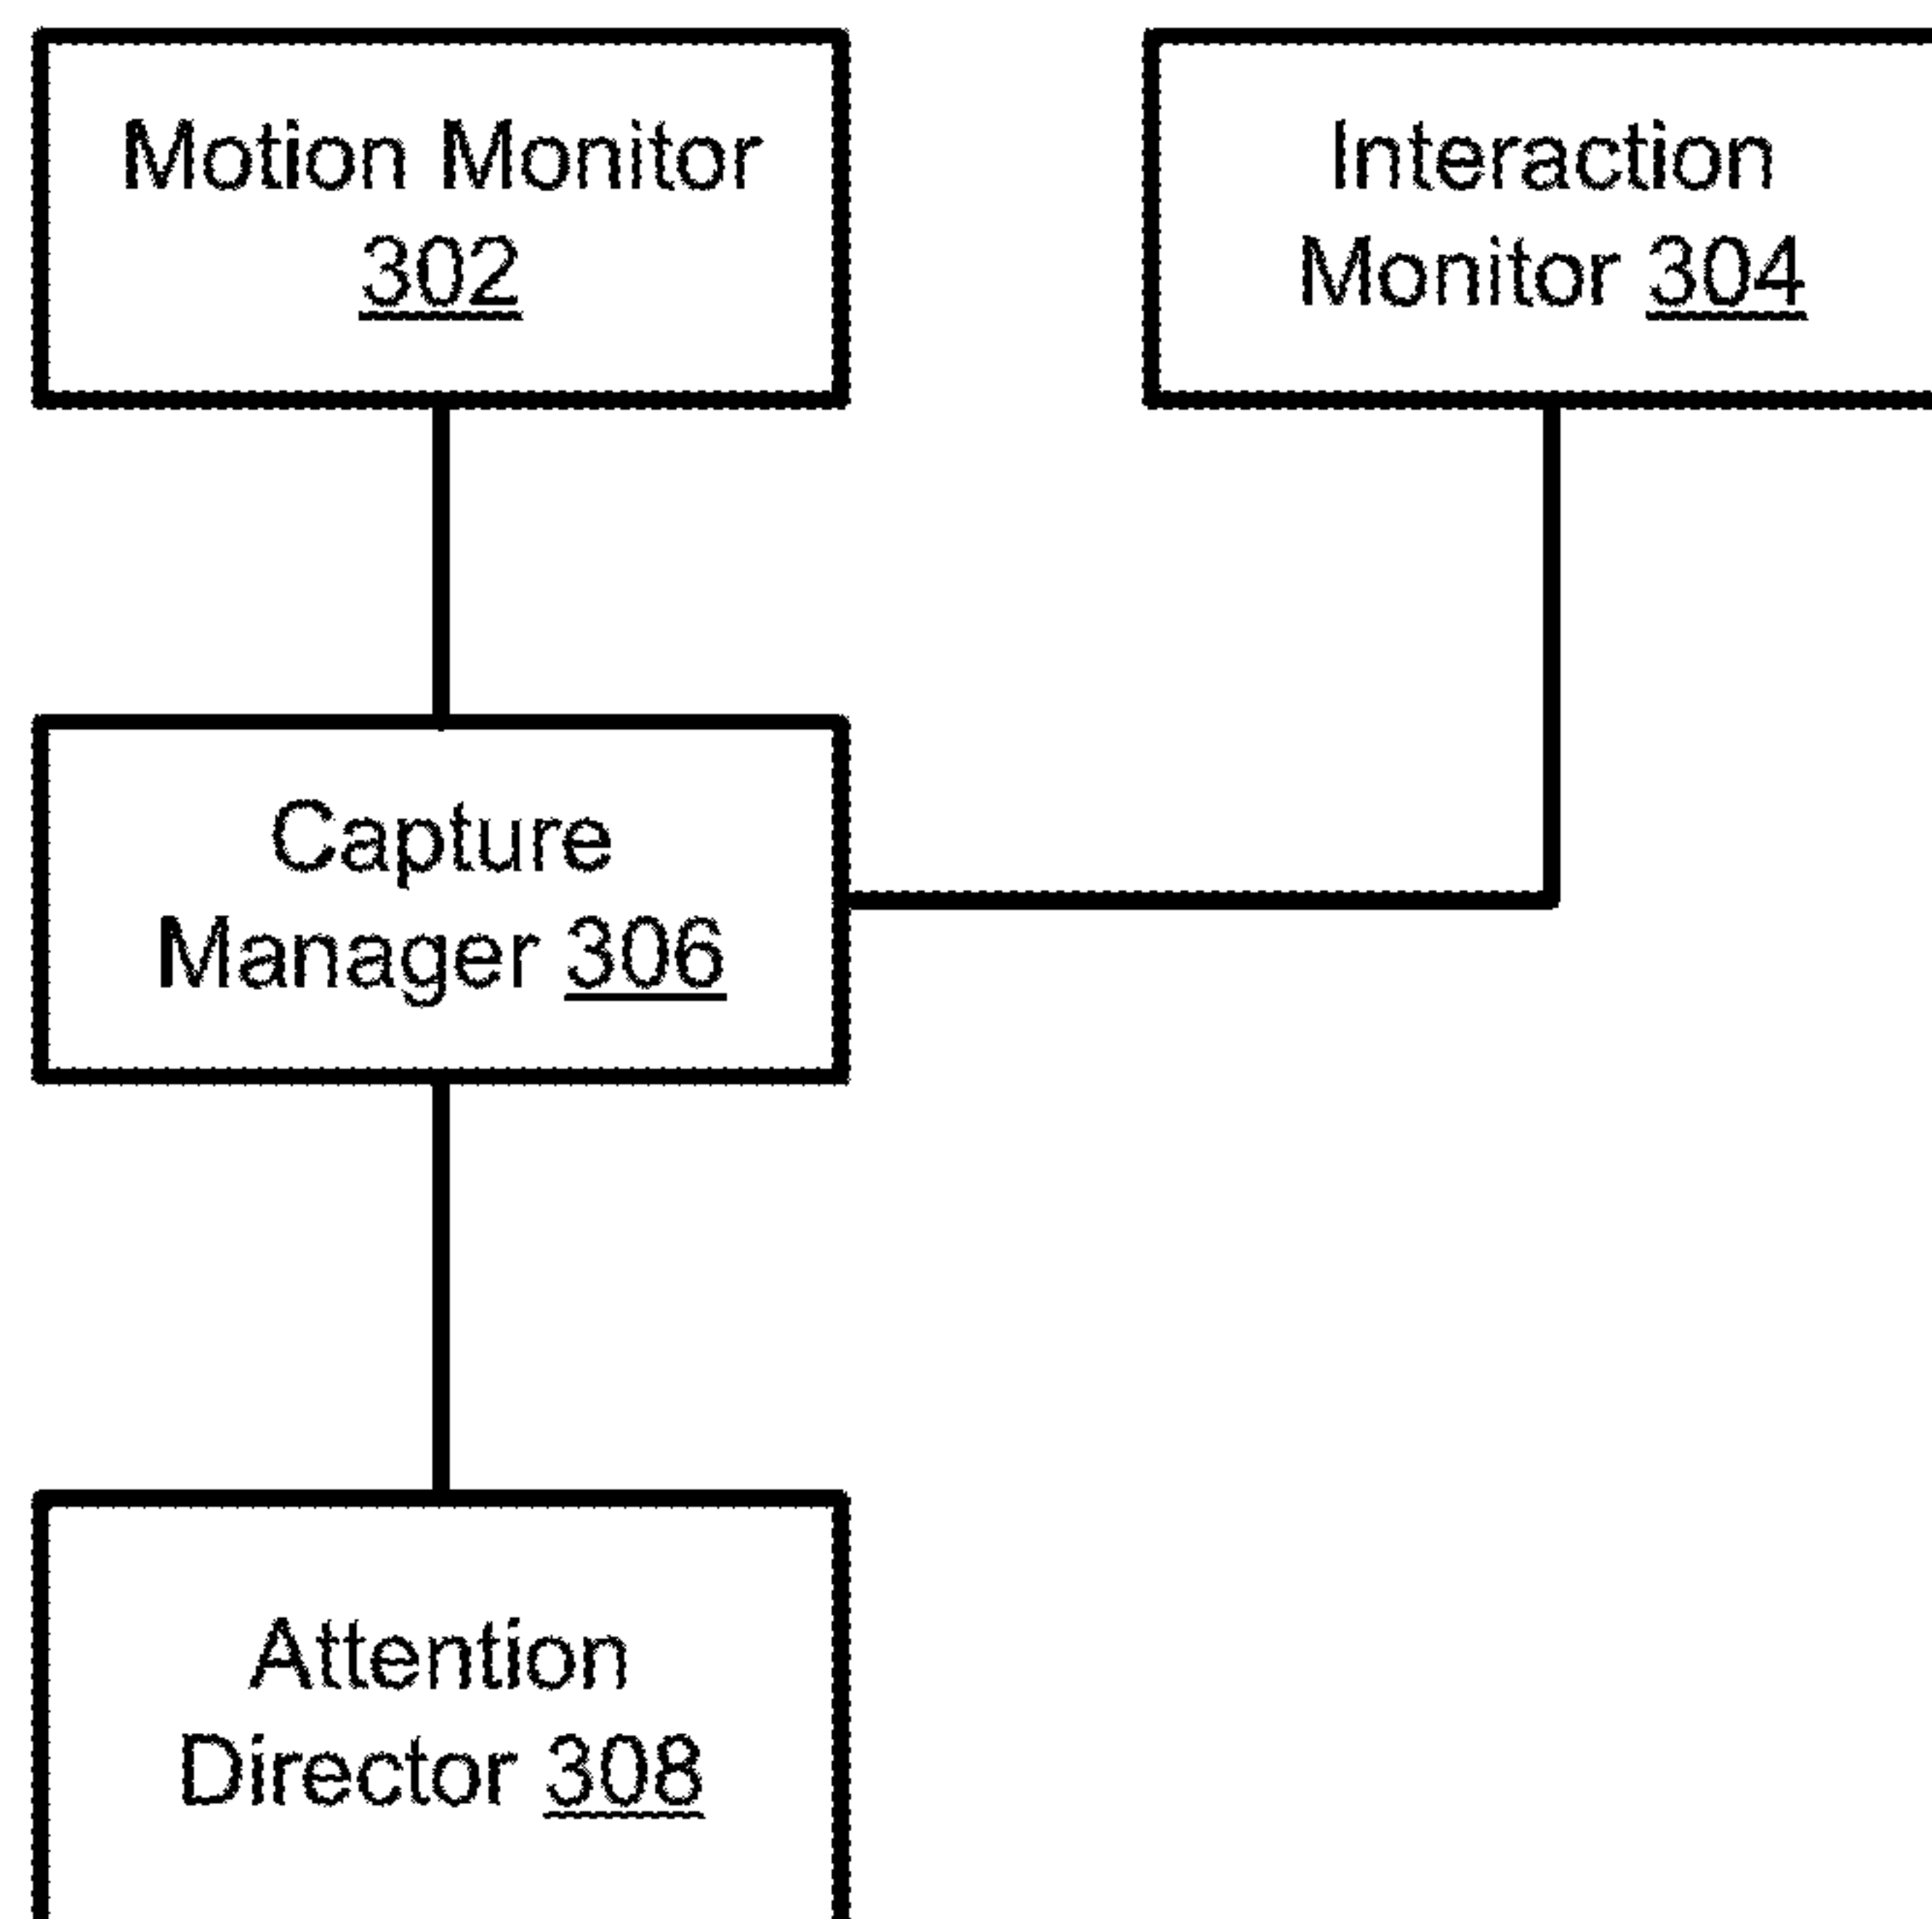 Motion Monitor
302
Interaction
Monitor 304
Capture
Manager 306
Attention
Director 308